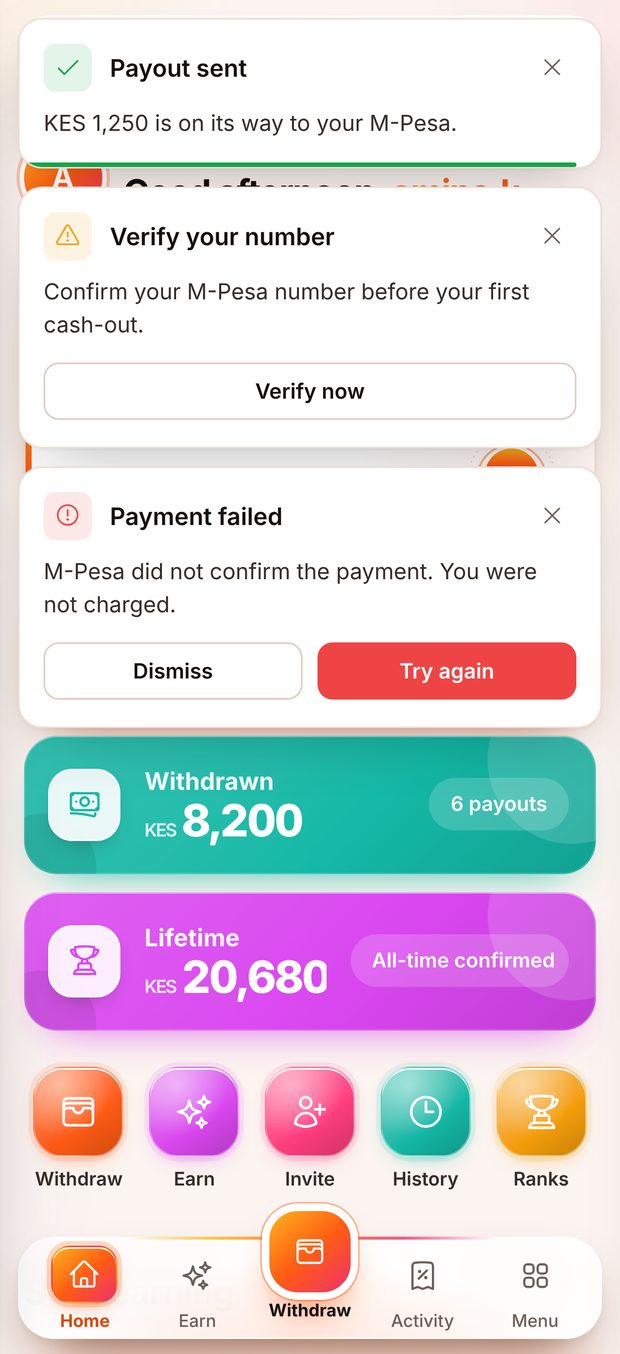 Payout sent
KES 1,250 is on its way to your M-Pesa.
A
Good afternoon, amina k
Verify your number
Confirm your M-Pesa number before your first
cash-out.
Verify now
Payment failed
M-Pesa did not confirm the payment. You were
not charged.
Dismiss
Try again
Withdrawn
KES 8,200
6 payouts
Lifetime
KES 20,680
All-time confirmed
Withdraw
Earn
Invite
History
Ranks
Home
Earn
Withdraw
Activity
Menu